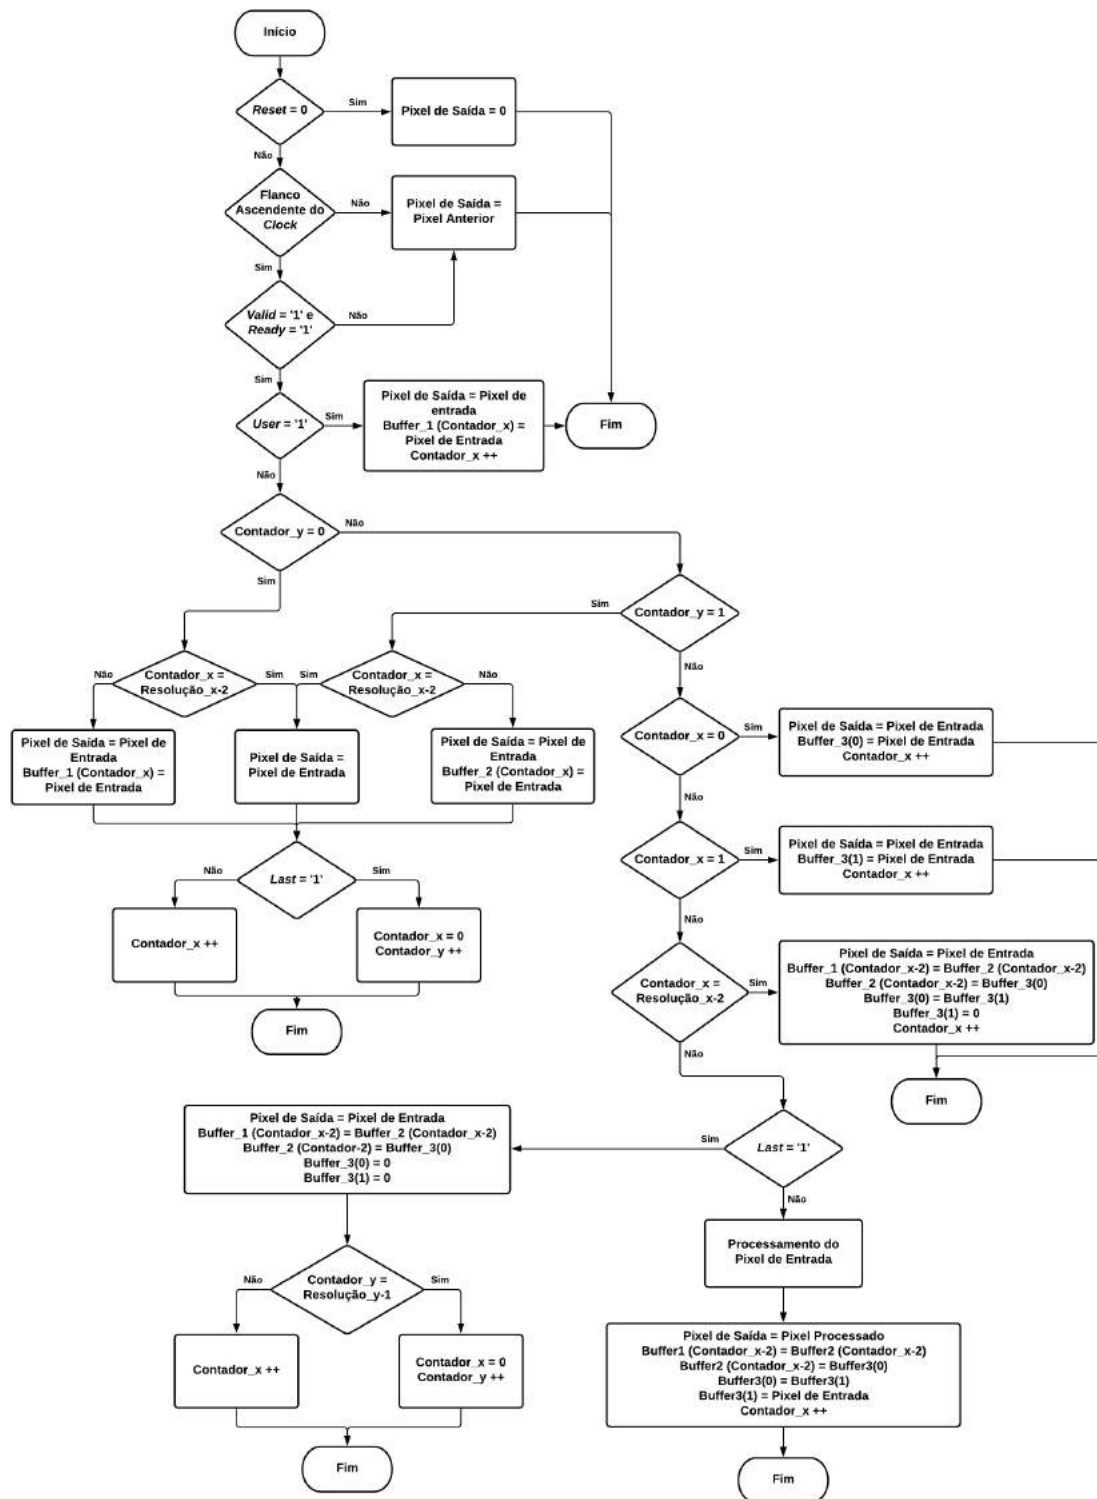 Início
Reset = 0
Sim
Pixel de Saída = 0
Não
Flanco
Ascendente do
Clock
Não
Pixel de Saída =
Pixel Anterior
Sim
Valid = '1' e
Ready = '1'
Não
Sim
User = '1'
Sim
Pixel de Saída = Pixel de
entrada
Buffer_1 (Contador_x) =
Pixel de Entrada
Contador_x ++
Fim
Não
Contador_y = 0
Não
Sim
Contador_y = 1
Sim
Não
Contador_x =
Resolução_x-2
Não
Sim
Contador_x =
Resolução_x-2
Sim
Não
Pixel de Saída = Pixel de
Entrada
Buffer_1 (Contador_x) =
Pixel de Entrada
Pixel de Saída =
Pixel de Entrada
Pixel de Saída = Pixel de
Entrada
Buffer_2 (Contador_x) =
Pixel de Entrada
Last = '1'
Não
Sim
Contador_x ++
Contador_x = 0
Contador_y ++
Fim
Contador_x = 0
Sim
Pixel de Saída = Pixel de Entrada
Buffer_3(0) = Pixel de Entrada
Contador_x ++
Não
Contador_x = 1
Sim
Pixel de Saída = Pixel de Entrada
Buffer_3(1) = Pixel de Entrada
Contador_x ++
Não
Contador_x =
Resolução_x-2
Sim
Pixel de Saída = Pixel de Entrada
Buffer_1 (Contador_x-2) = Buffer_2 (Contador_x-2)
Buffer_2 (Contador_x-2) = Buffer_3(0)
Buffer_3(0) = Buffer_3(1)
Buffer_3(1) = 0
Contador_x ++
Fim
Não
Last = '1'
Sim
Não
Pixel de Saída = Pixel de Entrada
Buffer_1 (Contador_x-2) = Buffer_2 (Contador_x-2)
Buffer_2 (Contador-2) = Buffer_3(0)
Buffer_3(0) = 0
Buffer_3(1) = 0
Contador_y =
Resolução_y-1
Não
Sim
Contador_x ++
Contador_x = 0
Contador_y ++
Fim
Processamento do
Pixel de Entrada
Pixel de Saída = Pixel Processado
Buffer1 (Contador_x-2) = Buffer2 (Contador_x-2)
Buffer2 (Contador_x-2) = Buffer3(0)
Buffer3(0) = Buffer3(1)
Buffer3(1) = Pixel de Entrada
Contador_x ++
Fim